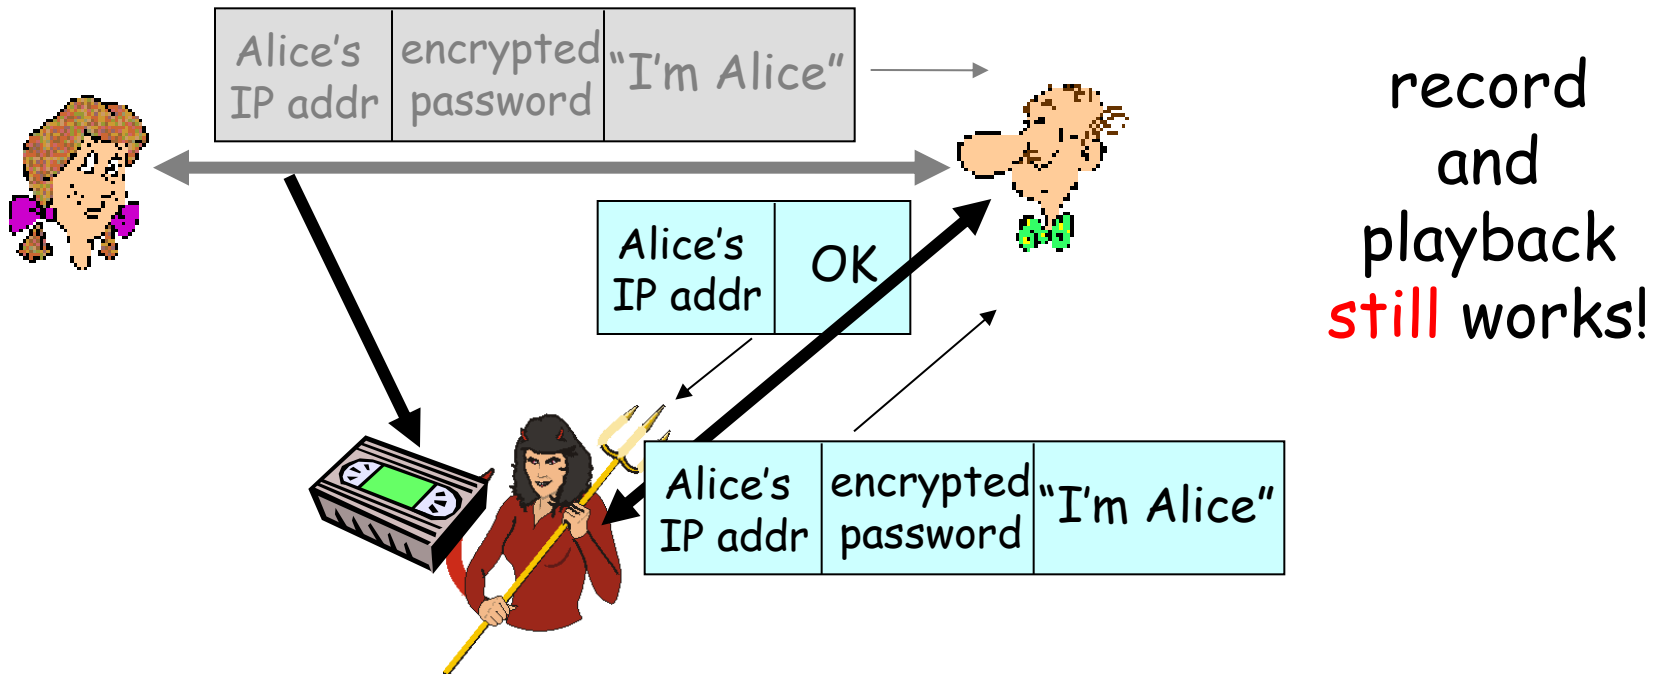 Alice’s
IP addr
encrypted
password
“I’m Alice”
record
and
playback
still works!
Alice’s
IP addr
OK
Alice’s
IP addr
encrypted
password
“I’m Alice”